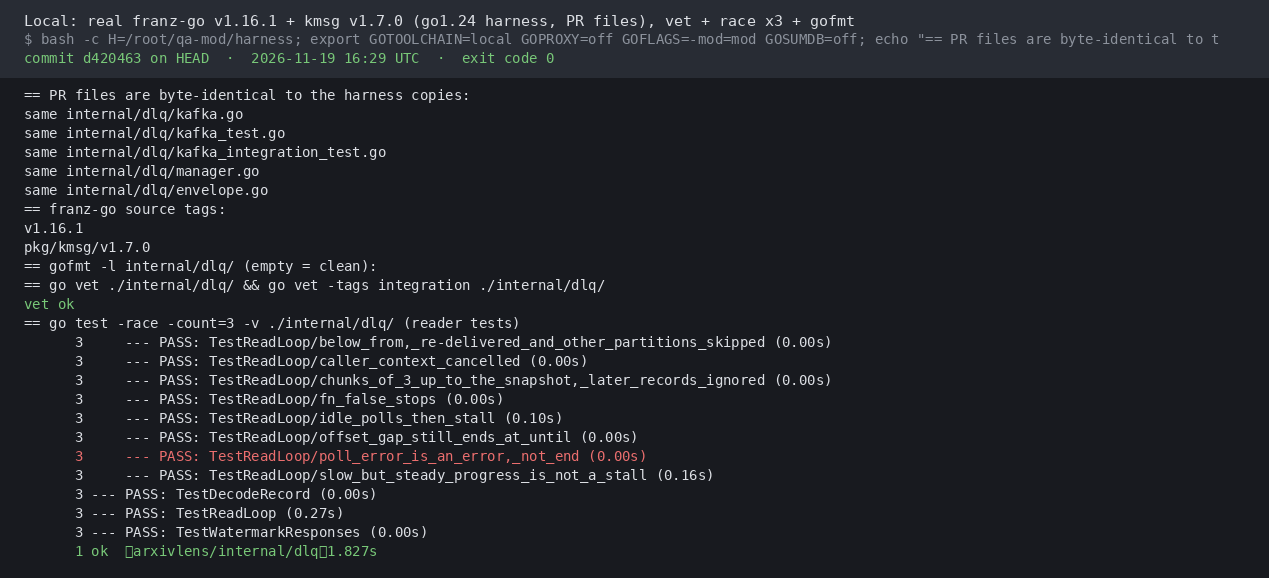 Local: real franz-go v1.16.1 + kmsg v1.7.0 (go1.24 harness, PR files), vet + race x3 + gofmt
$ bash -c H=/root/qa-mod/harness; export GOTOOLCHAIN=local GOPROXY=off GOFLAGS=-mod=mod GOSUMDB=off; echo "== PR files are byte-identical to t
commit d420463 on HEAD · 2026-11-19 16:29 UTC · exit code 0
== PR files are byte-identical to the harness copies:
same internal/dlq/kafka.go
same internal/dlq/kafka_test.go
same internal/dlq/kafka_integration_test.go
same internal/dlq/manager.go
same internal/dlq/envelope.go
== franz-go source tags:
v1.16.1
pkg/kmsg/v1.7.0
== gofmt -l internal/dlq/ (empty = clean):
== go vet ./internal/dlq/ && go vet -tags integration ./internal/dlq/
vet ok
== go test -race -count=3 -v ./internal/dlq/ (reader tests)
3 --- PASS: TestReadLoop/below_from,_re-delivered_and_other_partitions_skipped (0.00s)
3 --- PASS: TestReadLoop/caller_context_cancelled (0.00s)
3 --- PASS: TestReadLoop/chunks_of_3_up_to_the_snapshot,_later_records_ignored (0.00s)
3 --- PASS: TestReadLoop/fn_false_stops (0.00s)
3 --- PASS: TestReadLoop/idle_polls_then_stall (0.10s)
3 --- PASS: TestReadLoop/offset_gap_still_ends_at_until (0.00s)
3 --- PASS: TestReadLoop/poll_error_is_an_error,_not_end (0.00s)
3 --- PASS: TestReadLoop/slow_but_steady_progress_is_not_a_stall (0.16s)
3 --- PASS: TestDecodeRecord (0.00s)
3 --- PASS: TestReadLoop (0.27s)
3 --- PASS: TestWatermarkResponses (0.00s)
1 ok arxivlens/internal/dlq 1.827s